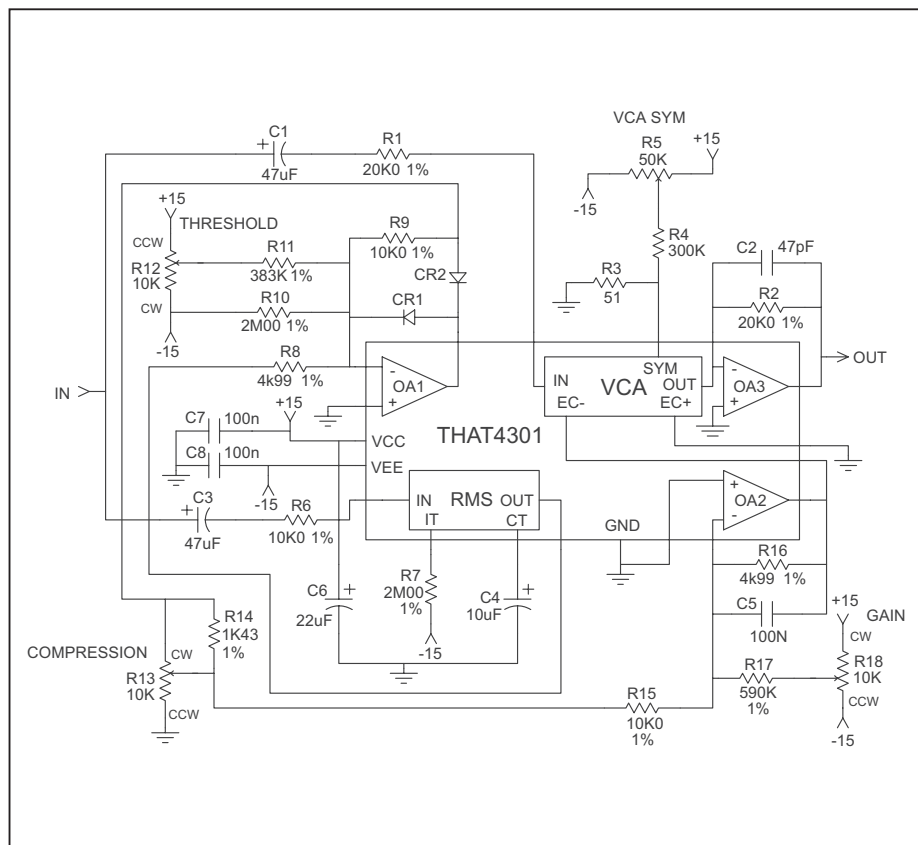 C1
+
47uF
R1
20K0 1%
VCA SYM
R5
50K
+15
-15
+15
THRESHOLD
CCW
R12
10K
CW
-15
R11
383K 1%
R10
2M00 1%
R9
10K0 1%
CR2
CR1
R8
4k99 1%
R4
300K
R3
51
C2
47pF
R2
20K0 1%
OUT
IN
-
+
OA1
IN
SYM
VCA
OUT
EC-
EC+
-
+
OA3
+15
C7
100n
C8
100n
VCC
VEE
-15
THAT4301
C3
+
47uF
R6
10K0 1%
IN
RMS
OUT
IT
CT
GND
+
-
OA2
C6
22uF
+
R7
2M00
1%
-15
C4
10uF
+
R16
4k99 1%
C5
100N
+15
CW
GAIN
R18
10K
CCW
-15
R17
590K
1%
R14
1K43
1%
COMPRESSION
CW
R13
10K
CCW
R15
10K0
1%